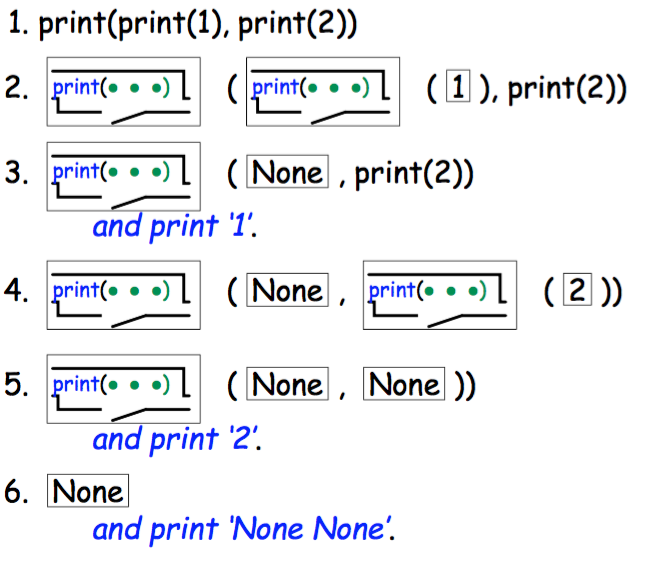 1. print(print(1), print(2))
2. print(• • •) ( print(• • •) ( 1 ), print(2))
3. print(• • •) ( None , print(2))
and print '1'.
4. print(• • •) ( None , print(• • •) ( 2 ))
5. print(• • •) ( None , None ))
and print '2'.
6. None
and print 'None None'.